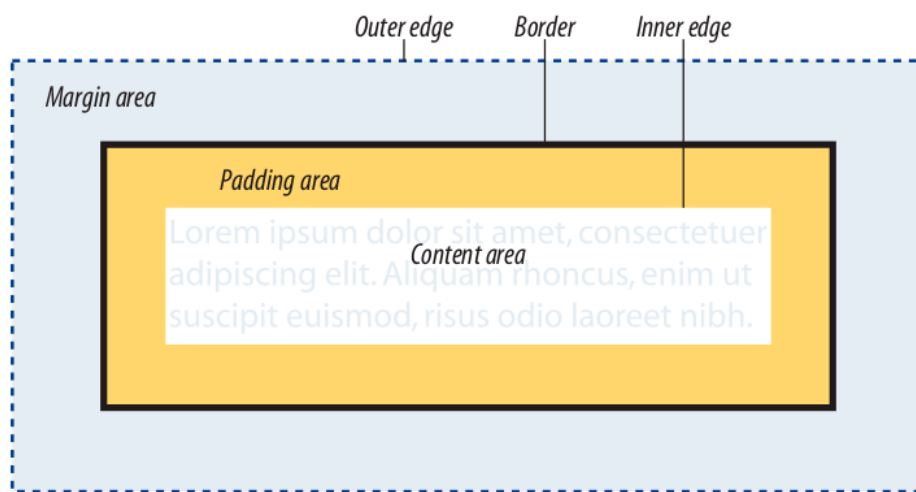 Outer edge Border Inner edge
Margin area
Padding area
Lorem ipsum dolor sit amet, consectetuer
Content area
adipiscing elit. Aliquam rhoncus, enim ut
suscipit euismod, risus odio laoreet nibh.